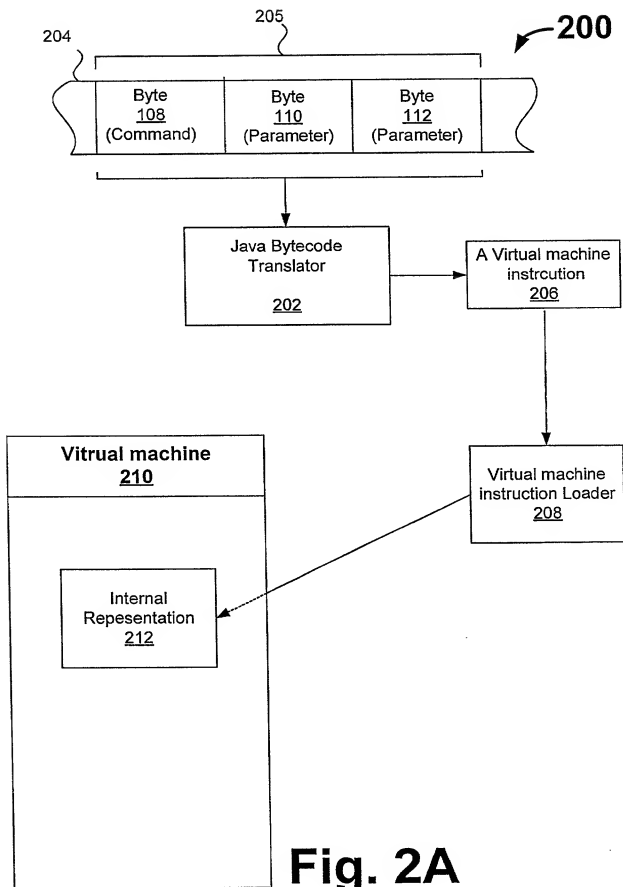 205
204
200
Byte
108
(Command)
Byte
110
(Parameter)
Byte
112
(Parameter)
Java Bytecode
Translator
202
A Virtual machine
instrcution
206
Vitrual machine
210
Virtual machine
instruction Loader
208
Internal
Repesentation
212
Fig. 2A